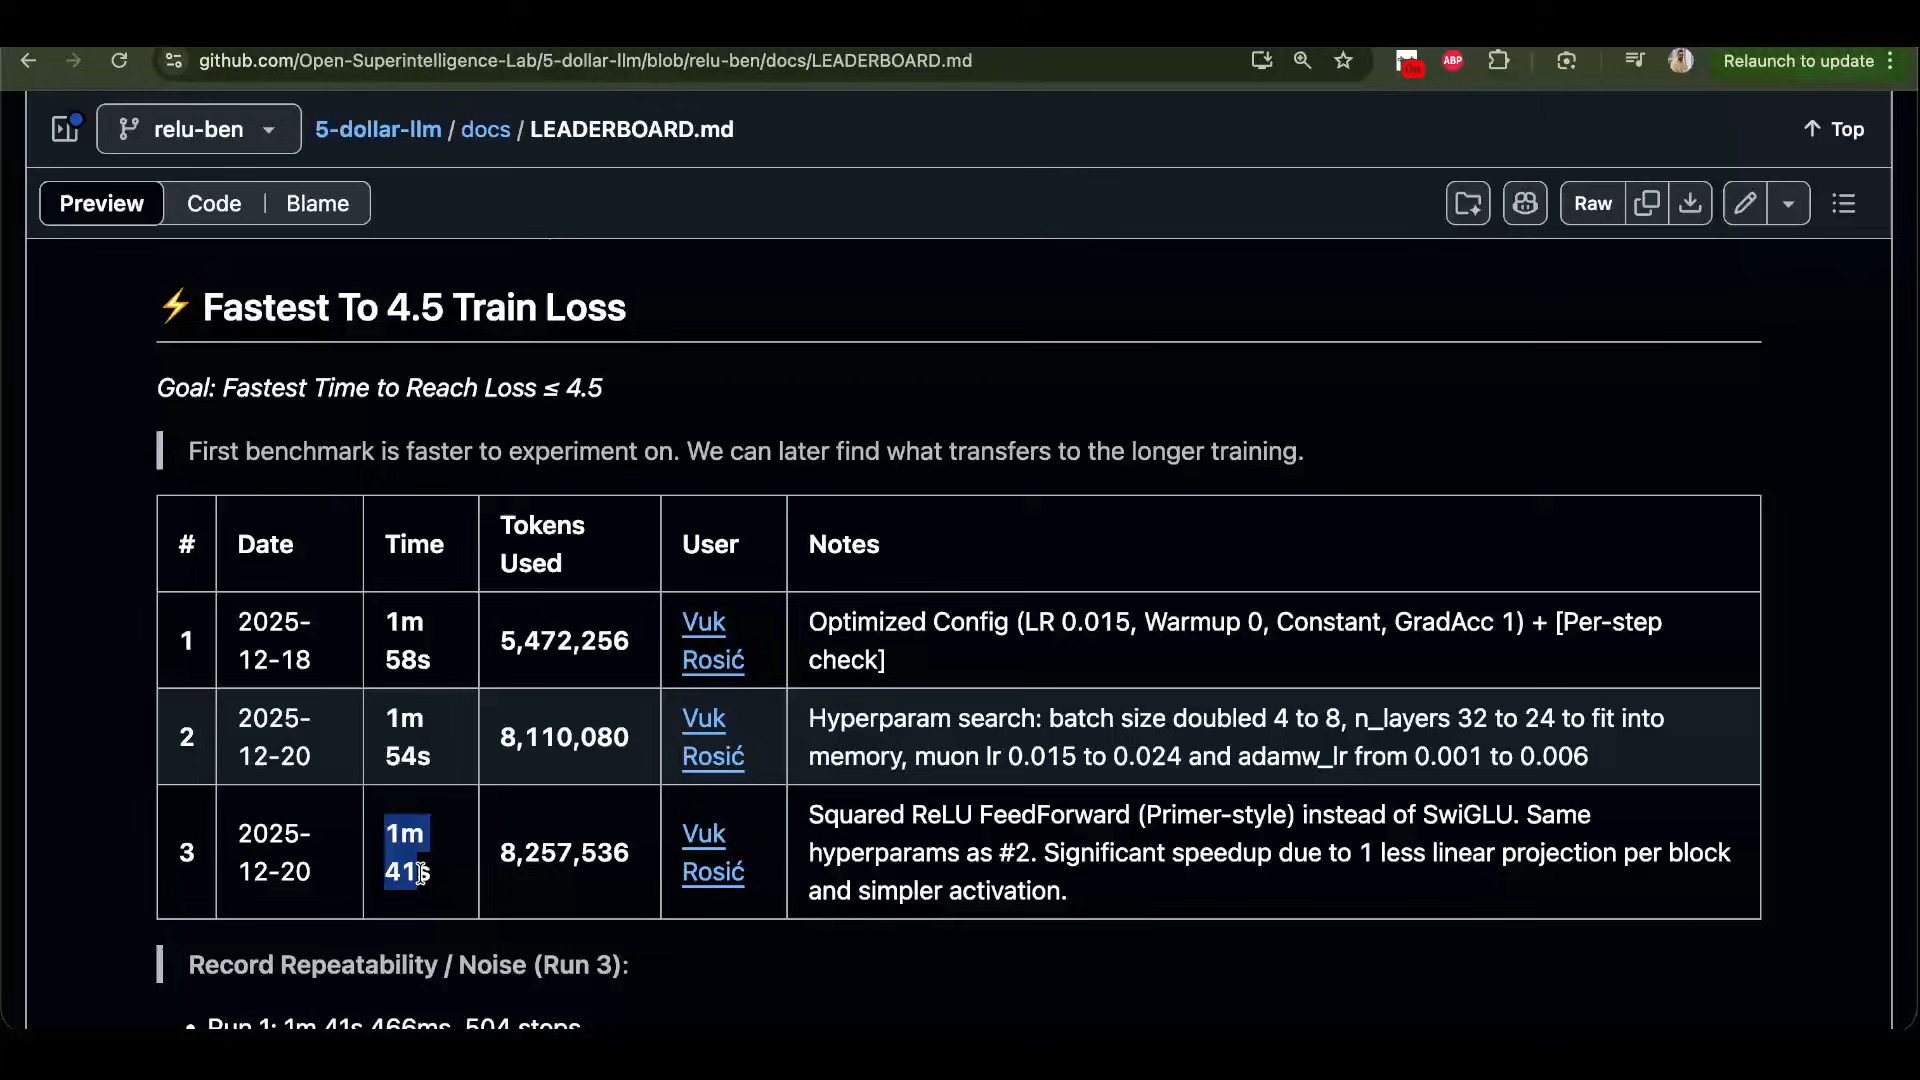 github.com/Open-Superintelligence-Lab/5-dollar-llm/blob/relu-ben/docs/LEADERBOARD.md
On
ABP
Relaunch to update
relu-ben
5-dollar-llm / docs / LEADERBOARD.md
Top
Preview
Code
Blame
Raw
⚡ Fastest To 4.5 Train Loss
Goal: Fastest Time to Reach Loss ≤ 4.5
First benchmark is faster to experiment on. We can later find what transfers to the longer training.
# Date Time Tokens Used User Notes
1 2025-12-18 1m 58s 5,472,256 Vuk Rosić Optimized Config (LR 0.015, Warmup 0, Constant, GradAcc 1) + [Per-step
check]
2 2025-12-20 1m 54s 8,110,080 Vuk Rosić Hyperparam search: batch size doubled 4 to 8, n_layers 32 to 24 to fit into
memory, muon lr 0.015 to 0.024 and adamw_lr from 0.001 to 0.006
3 2025-12-20 1m 41s 8,257,536 Vuk Rosić Squared ReLU FeedForward (Primer-style) instead of SwiGLU. Same
hyperparams as #2. Significant speedup due to 1 less linear projection per block
and simpler activation.
Record Repeatability / Noise (Run 3):
• Run 1: 1m 41s 466ms, 504 steps